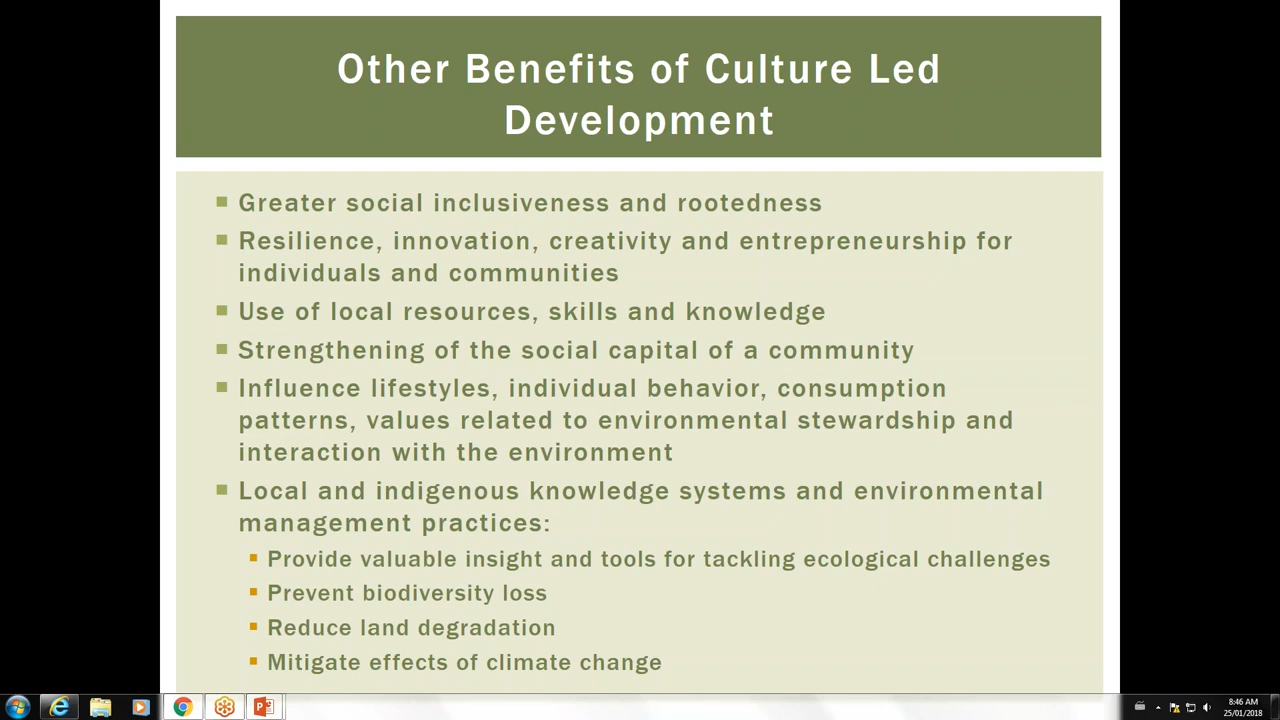 Other Benefits of Culture Led
Development
Greater social inclusiveness and rootedness
Resilience, innovation, creativity and entrepreneurship for
individuals and communities
Use of local resources, skills and knowledge
Strengthening of the social capital of a community
Influence lifestyles, individual behavior, consumption
patterns, values related to environmental stewardship and
interaction with the environment
Local and indigenous knowledge systems and environmental
management practices:
Provide valuable insight and tools for tackling ecological challenges
Prevent biodiversity loss
Reduce land degradation
Mitigate effects of climate change
8:46 AM
25/01/2018